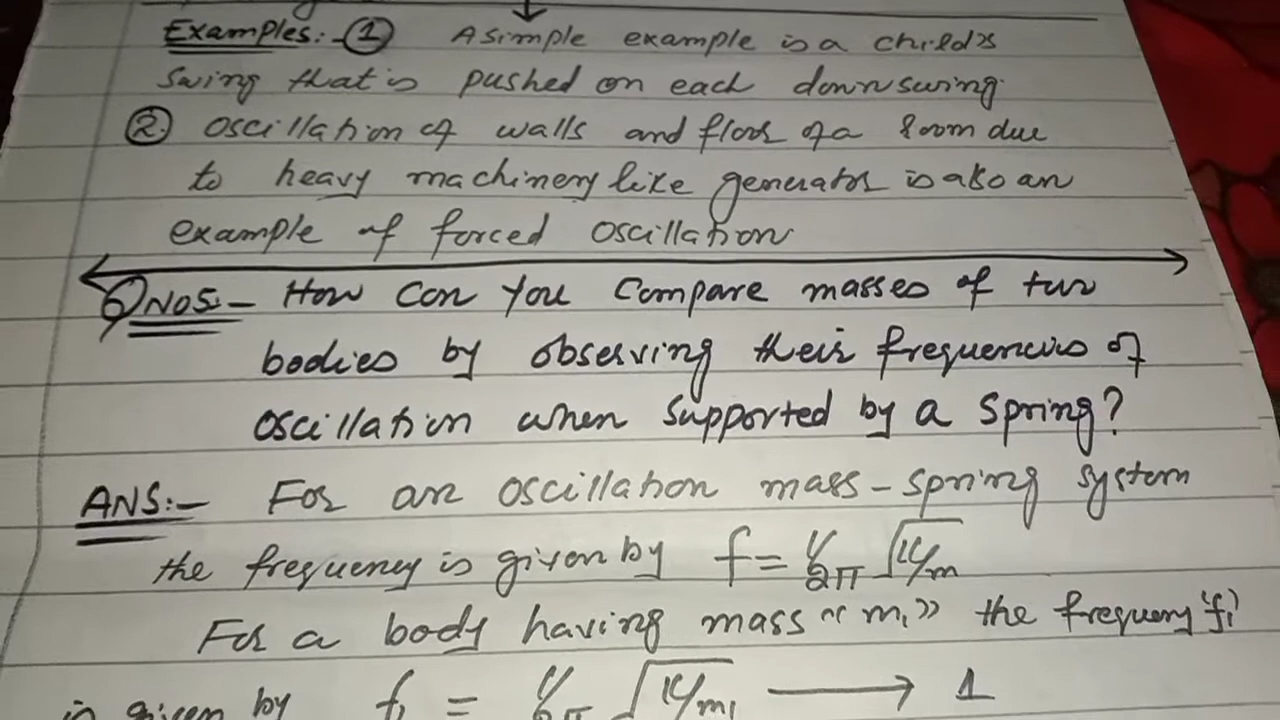 Examples:- ① A simple example is a child's
swing that is pushed on each downswing.
② Oscillation of walls and floor of a room due
to heavy machinery like generator is also an
example of forced oscillation
Q NO5:- How can you compare masses of two
bodies by observing their frequencies of
oscillation when supported by a spring?
ANS:- For an oscillation mass-spring system
the frequency is given by f = 1/2π √K/m
For a body having mass "m₁" the frequency 'f₁'
is given by f₁ = 1/2π √K/m₁ → 1